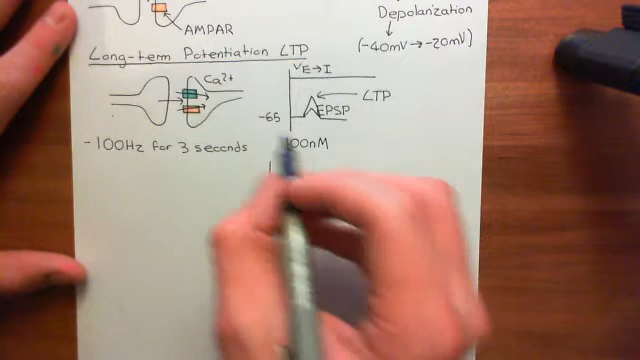 AMPAR
Depolarization
(-40mV→-20mV)
Long-term Potentiation LTP
Ca²⁺
VE→I
LTP
EPSP
-65
-100Hz for 3 seconds
100nM